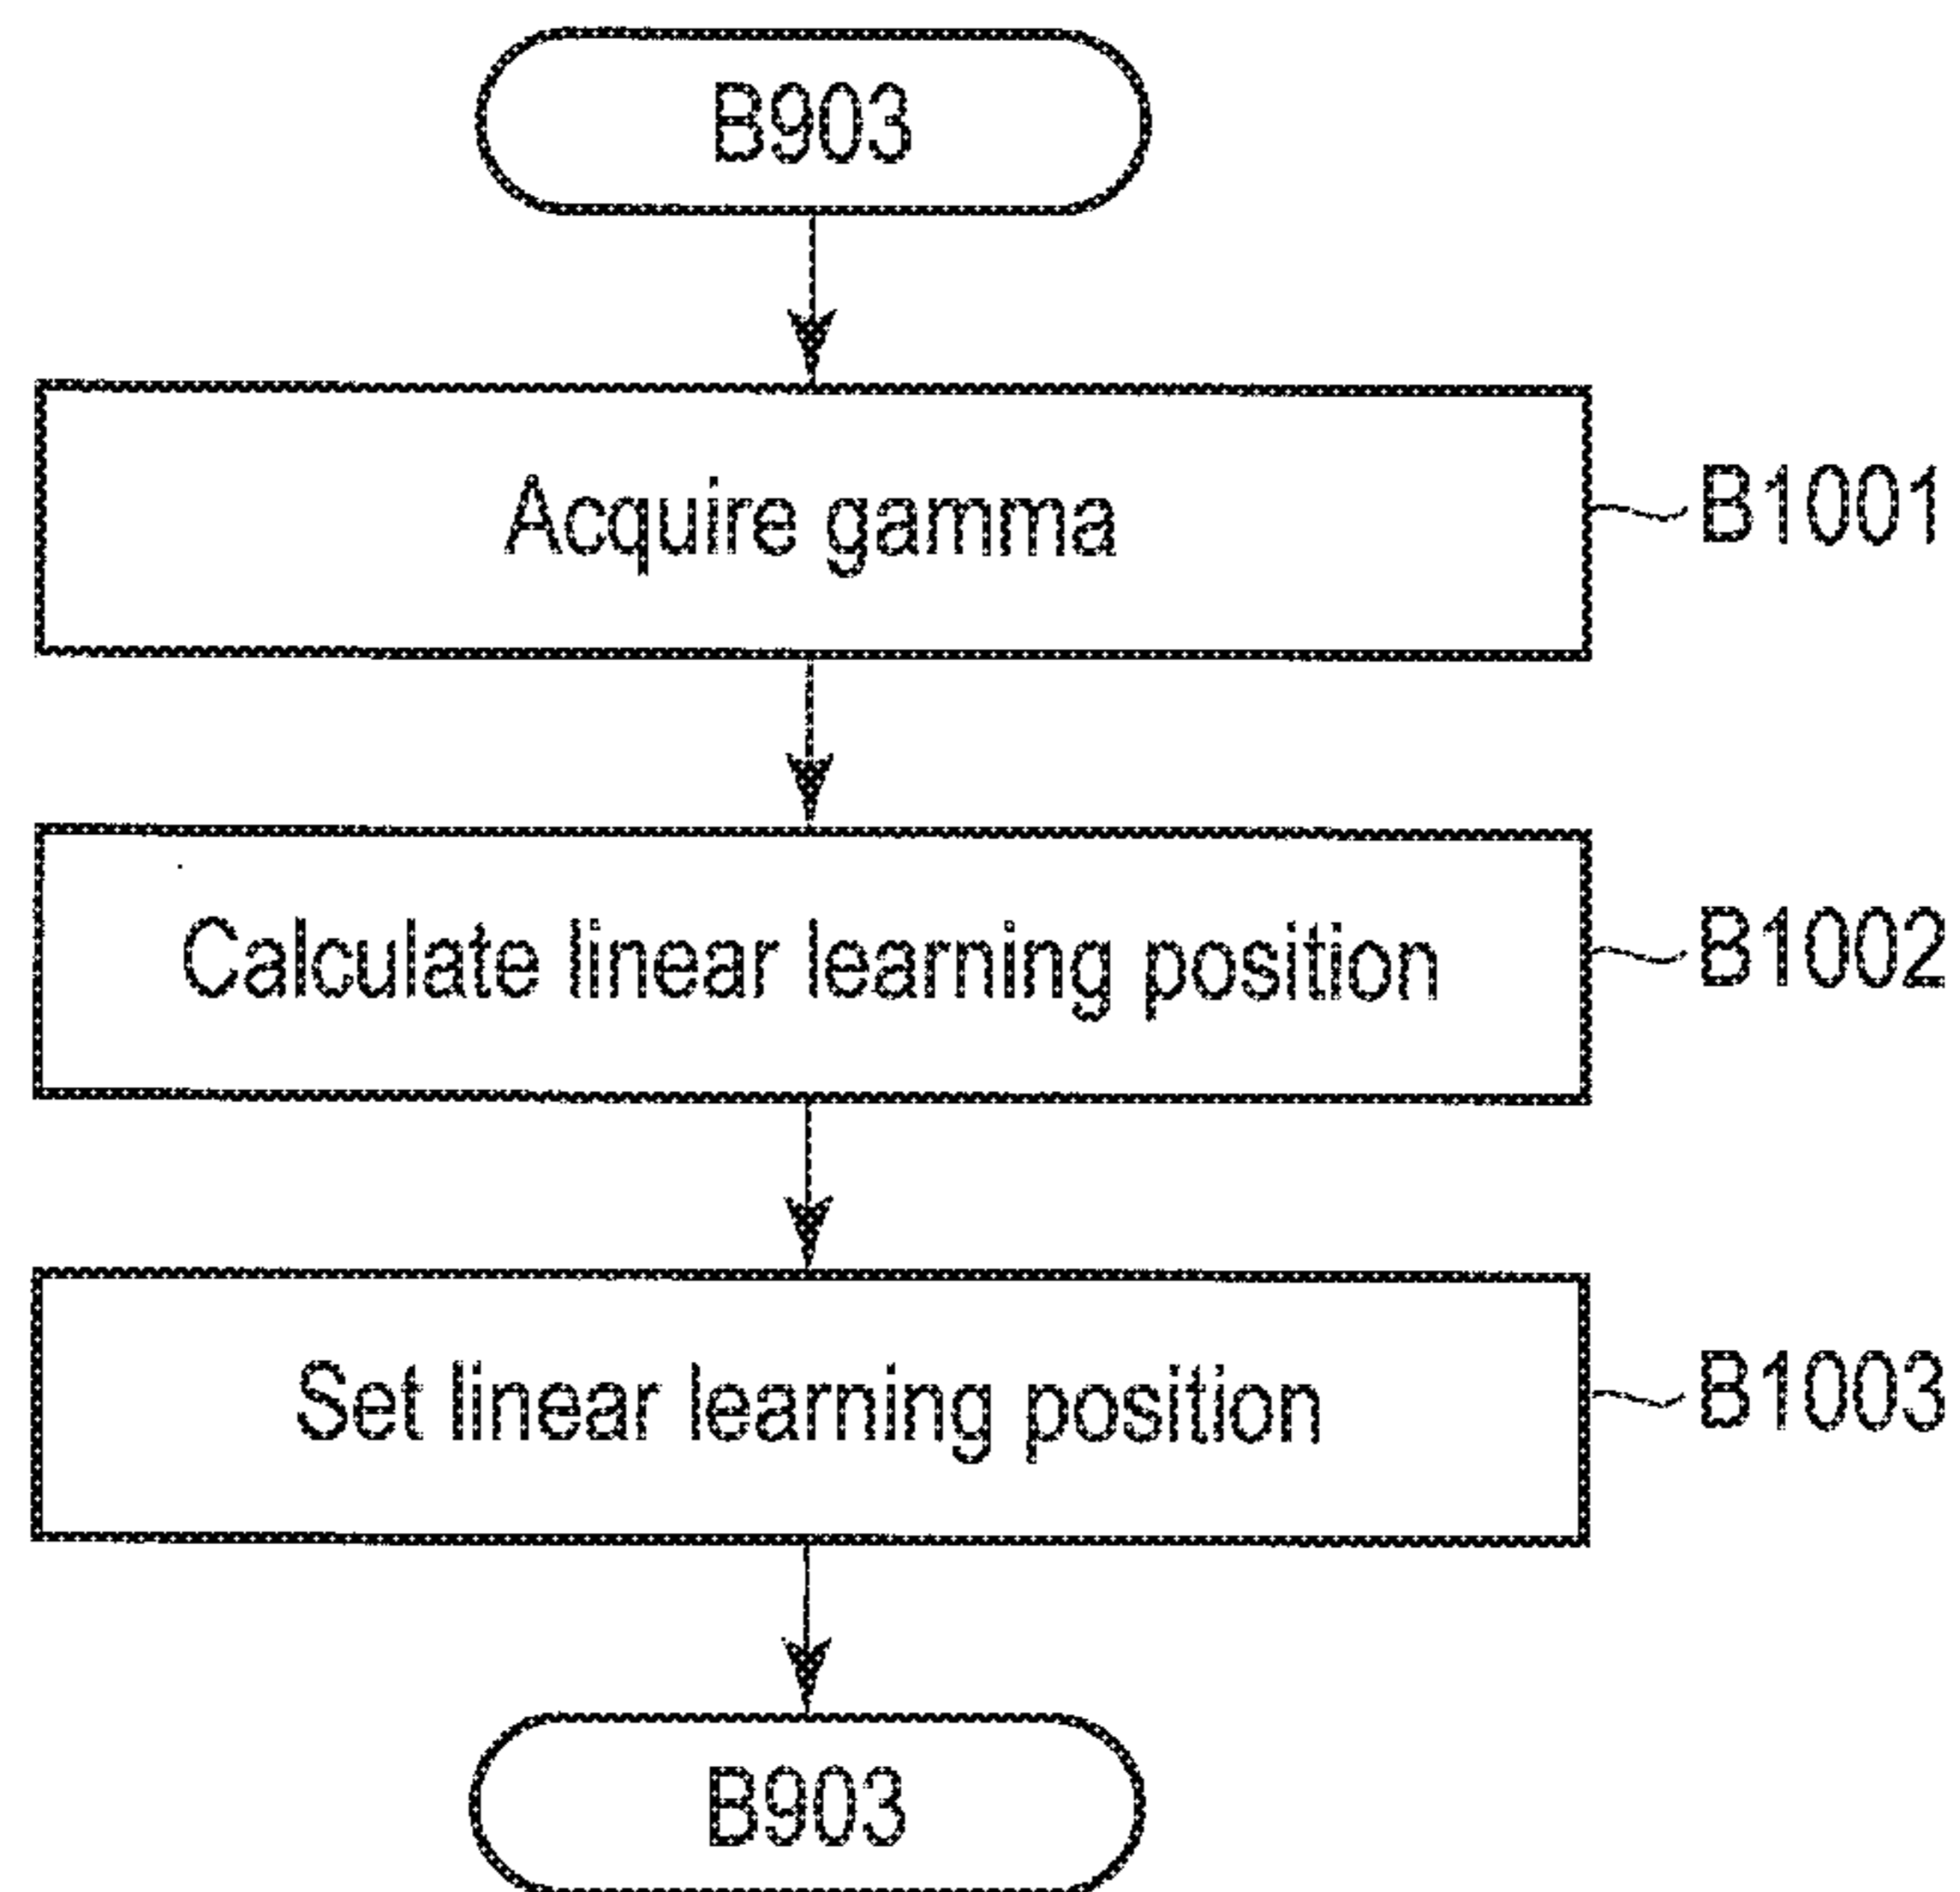 B903
Acquire gamma
B1001
Calculate linear learning position
B1002
Set linear learning position
B1003
B903